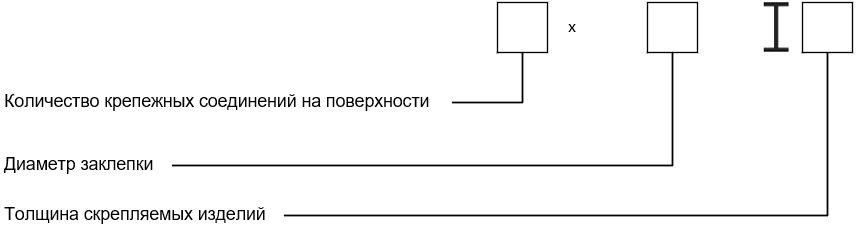 x
Количество крепежных соединений на поверхности
Диаметр заклепки
Толщина скрепляемых изделий